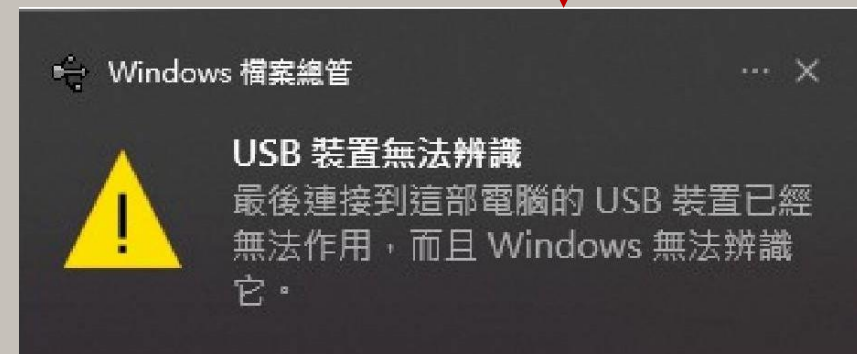 Windows 檔案總管
USB 裝置無法辨識
最後連接到這部電腦的 USB 裝置已經
無法作用，而且 Windows 無法辨識
它。